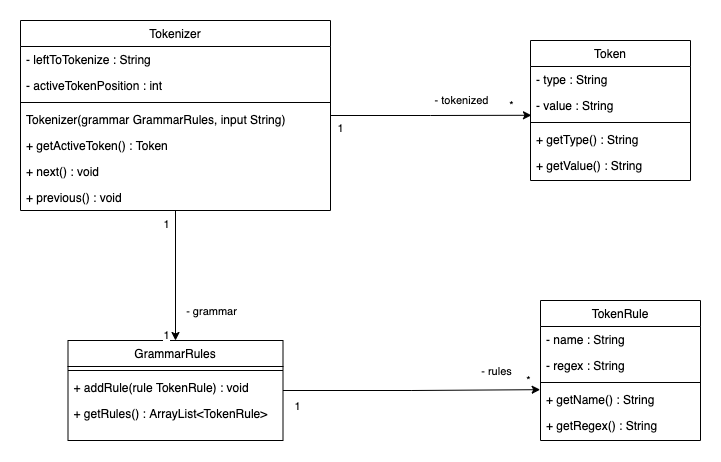 Tokenizer
- leftToTokenize : String
- activeTokenPosition : int
Tokenizer(grammar GrammarRules, input String)
+ getActiveToken() : Token
+ next() : void
+ previous() : void
- tokenized
*
1
Token
- type : String
- value : String
+ getType() : String
+ getValue() : String
1
- grammar
1
GrammarRules
+ addRule(rule TokenRule) : void
+ getRules() : ArrayList<TokenRule>
- rules
*
1
TokenRule
- name : String
- regex : String
+ getName() : String
+ getRegex() : String